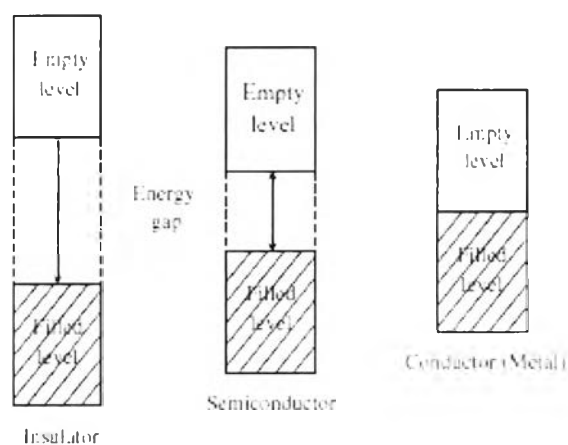 Empty
level
Filled
level
Insulator
Energy
gap
Empty
level
Filled
level
Semiconductor
Empty
level
Filled
level
Conductor (Metal)